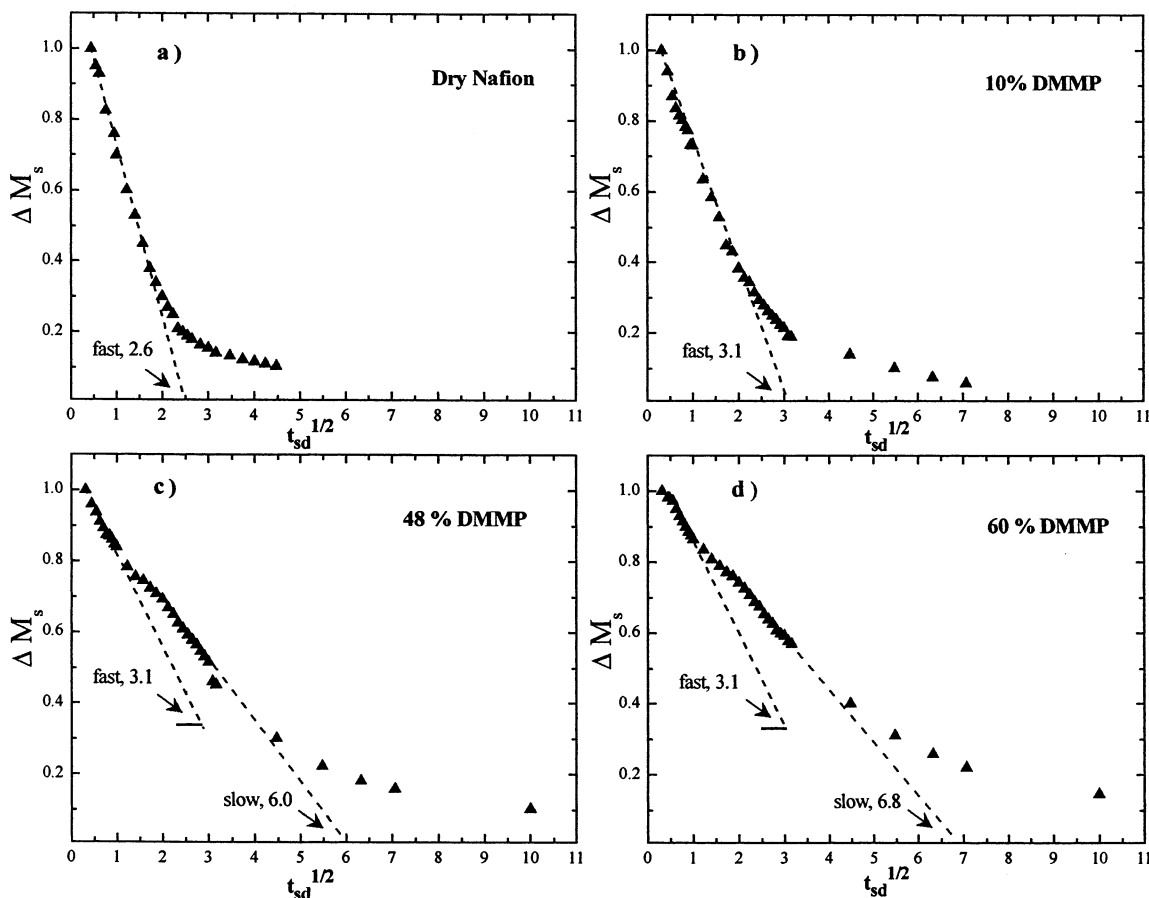 a )
Dry Nafion
1.0
0.8
0.6
0.4
0.2
Δ Ms
fast, 2.6
0 1 2 3 4 5 6 7 8 9 10 11
tsd1/2
b )
10% DMMP
1.0
0.8
0.6
0.4
0.2
Δ Ms
fast, 3.1
0 1 2 3 4 5 6 7 8 9 10 11
tsd1/2
c )
48 % DMMP
1.0
0.8
0.6
0.4
0.2
Δ Ms
fast, 3.1
slow, 6.0
0 1 2 3 4 5 6 7 8 9 10 11
tsd1/2
d )
60 % DMMP
1.0
0.8
0.6
0.4
0.2
Δ Ms
fast, 3.1
slow, 6.8
0 1 2 3 4 5 6 7 8 9 10 11
tsd1/2